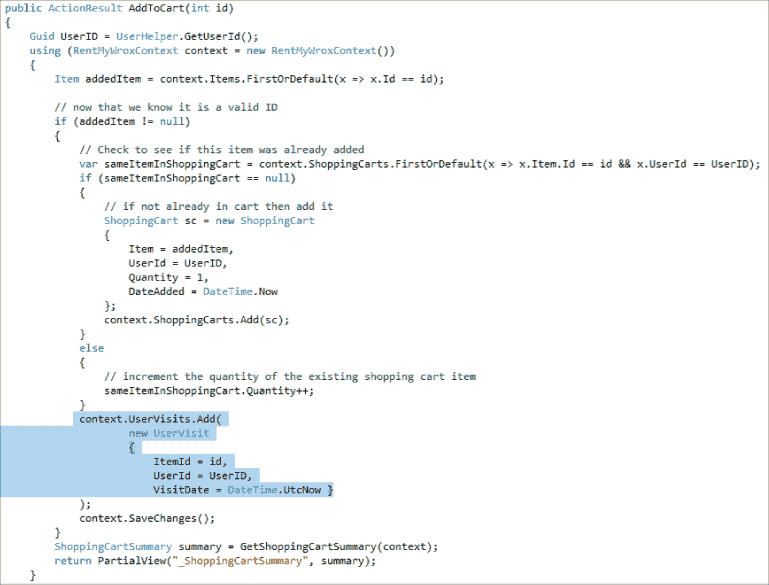 public ActionResult AddToCart(int id)
{
    Guid UserID = UserHelper.GetUserId();
    using (RentMyWroxContext context = new RentMyWroxContext())
    {
        Item addedItem = context.Items.FirstOrDefault(x => x.Id == id);

        // now that we know it is a valid ID
        if (addedItem != null)
        {
            // Check to see if this item was already added
            var sameItemInShoppingCart = context.ShoppingCarts.FirstOrDefault(x => x.Item.Id == id && x.UserId == UserID);
            if (sameItemInShoppingCart == null)
            {
                // if not already in cart then add it
                ShoppingCart sc = new ShoppingCart
                {
                    Item = addedItem,
                    UserId = UserID,
                    Quantity = 1,
                    DateAdded = DateTime.Now
                };
                context.ShoppingCarts.Add(sc);
            }
            else
            {
                // increment the quantity of the existing shopping cart item
                sameItemInShoppingCart.Quantity++;
            }
            context.UserVisits.Add(
                    new UserVisit
                    {
                        ItemId = id,
                        UserId = UserID,
                        VisitDate = DateTime.UtcNow }
            );
            context.SaveChanges();
        }
        ShoppingCartSummary summary = GetShoppingCartSummary(context);
        return PartialView("_ShoppingCartSummary", summary);
    }